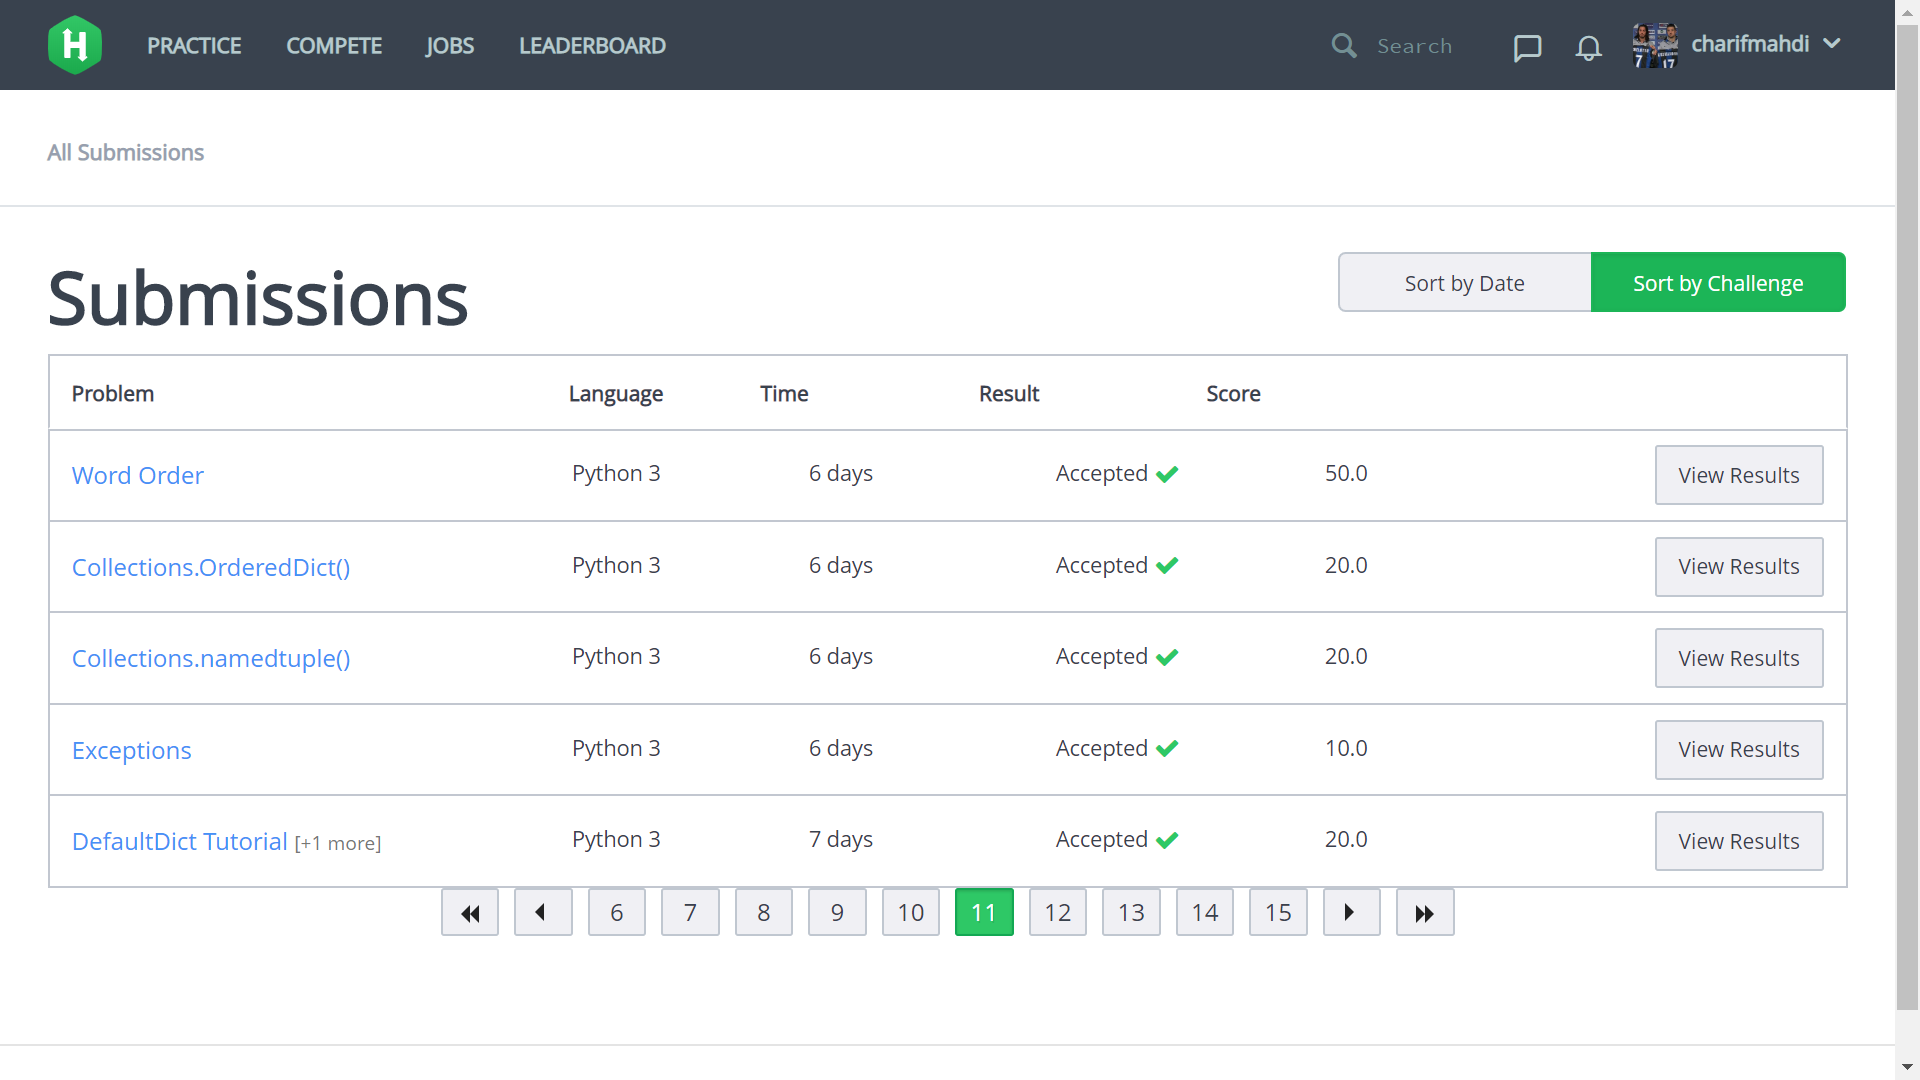 H PRACTICE COMPETE JOBS LEADERBOARD Search charifmahdi
All Submissions
Submissions
Sort by Date Sort by Challenge
Problem Language Time Result Score
Word Order Python 3 6 days Accepted 50.0 View Results
Collections.OrderedDict() Python 3 6 days Accepted 20.0 View Results
Collections.namedtuple() Python 3 6 days Accepted 20.0 View Results
Exceptions Python 3 6 days Accepted 10.0 View Results
DefaultDict Tutorial [+1 more] Python 3 7 days Accepted 20.0 View Results
6 7 8 9 10 11 12 13 14 15